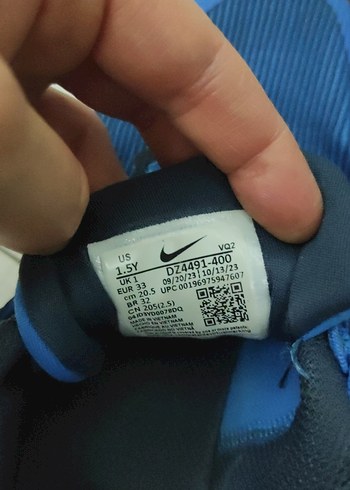 US 1.5Y VQ2
UK 1 DZ4491-400
EUR 33 09/20/23 10/13/23
cm 20.5 UPC 00196975947607
BR 32
CN 205(2.5)
MADE IN VIETNAM